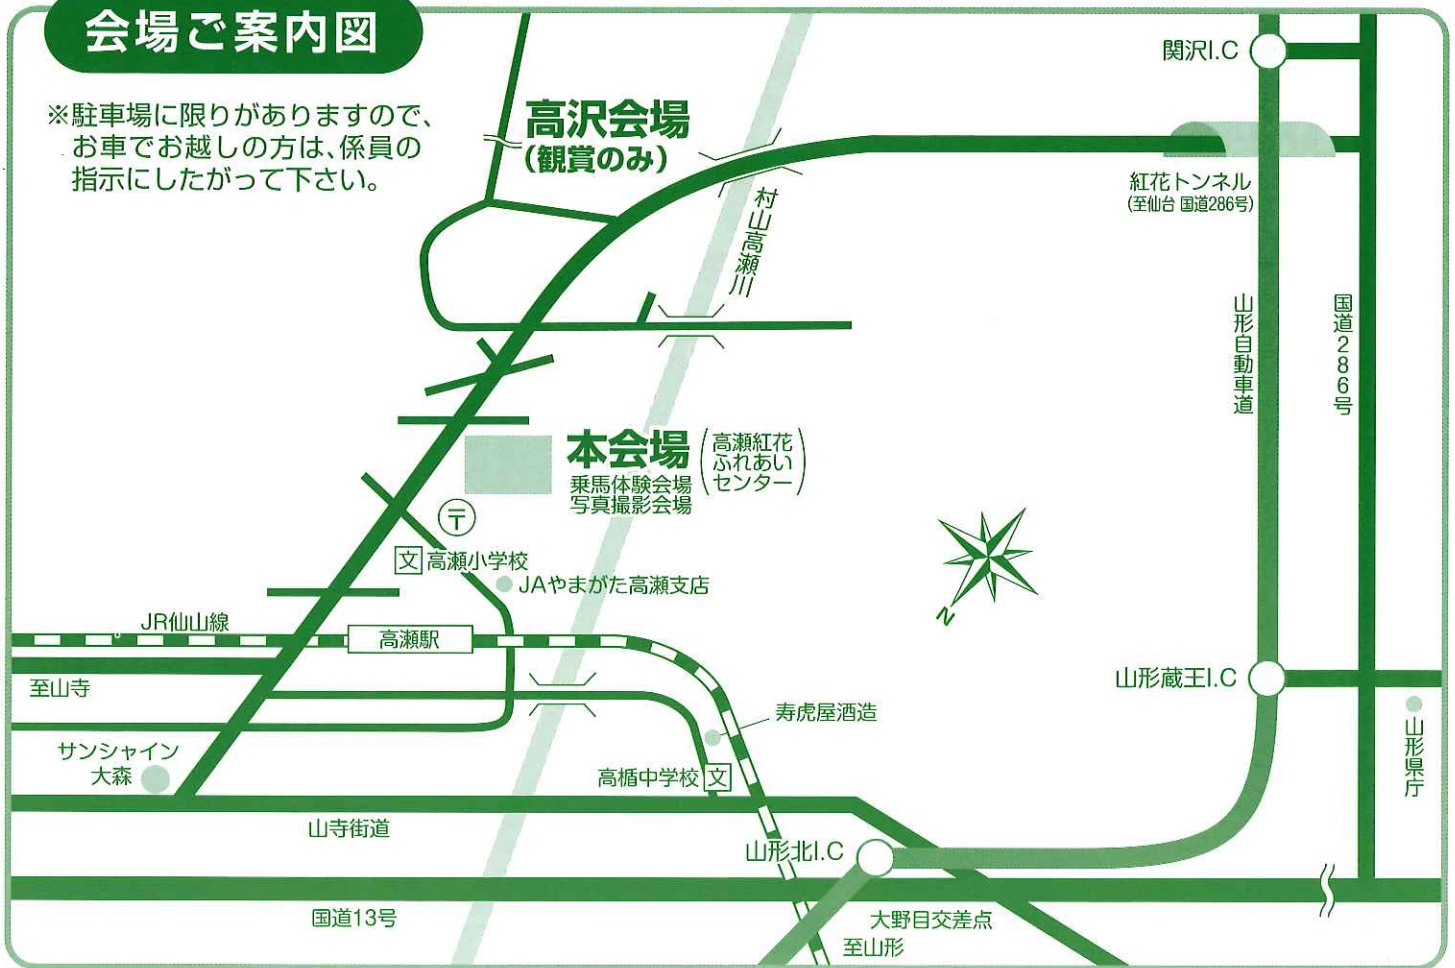 会場ご案内図
※駐車場に限りがありますので、
お車でお越しの方は、係員の
指示にしたがって下さい。
高沢会場
(観賞のみ)
関沢I.C
紅花トンネル
(至仙台 国道286号)
村山高瀬川
山形自動車道
国道286号
本会場
(高瀬紅花
ふれあい
センター)
乗馬体験会場
写真撮影会場
〒
文 高瀬小学校
JAやまがた高瀬支店
N
JR仙山線
高瀬駅
至山寺
山形蔵王I.C
山形県庁
寿虎屋酒造
サンシャイン
大森
高楯中学校 文
山寺街道
山形北I.C
国道13号
大野目交差点
至山形